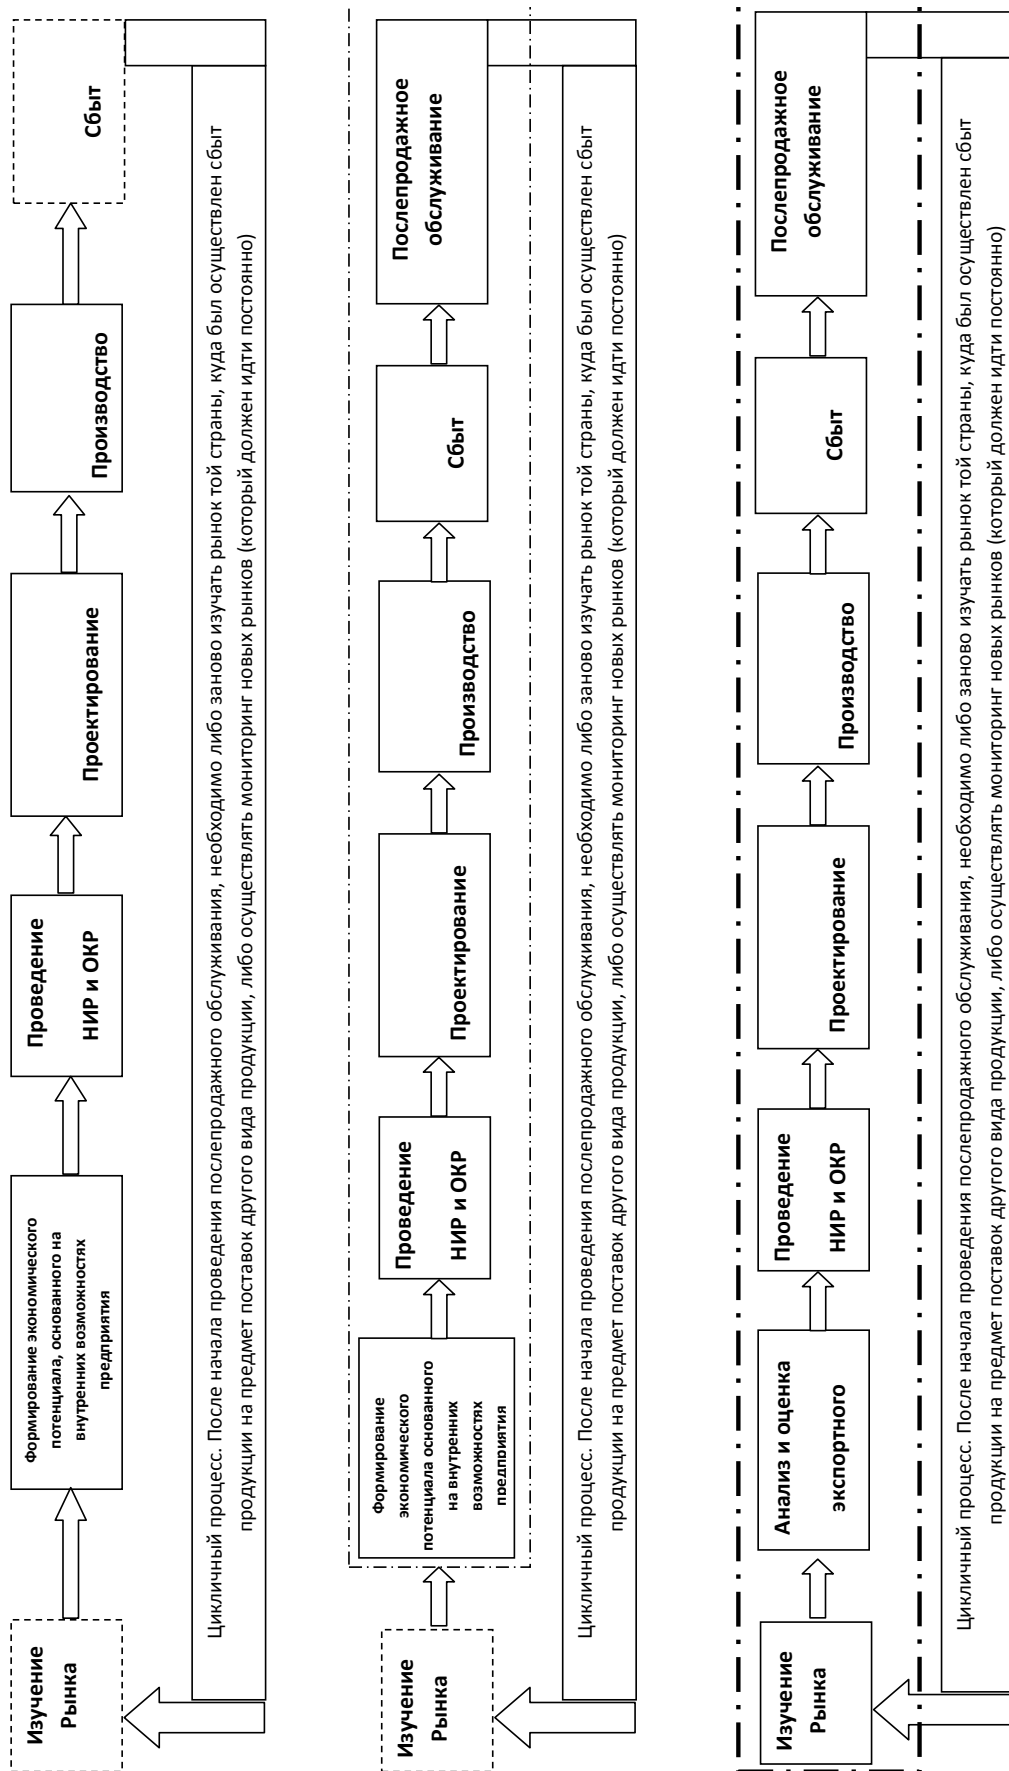 Изучение
Рынка
Формирование экономического
потенциала, основанного на
внутренних возможностях
предприятия
Проведение
НИР и ОКР
Проектирование
Производство
Сбыт
Цикличный процесс. После начала проведения послепродажного обслуживания, необходимо либо заново изучать рынок той страны, куда был осуществлен сбыт
продукции на предмет поставок другого вида продукции, либо осуществлять мониторинг новых рынков (который должен идти постоянно)
Изучение
Рынка
Формирование
экономического
потенциала основанного
на внутренних
возможностях
предприятия
Проведение
НИР и ОКР
Проектирование
Производство
Сбыт
Послепродажное
обслуживание
Цикличный процесс. После начала проведения послепродажного обслуживания, необходимо либо заново изучать рынок той страны, куда был осуществлен сбыт
продукции на предмет поставок другого вида продукции, либо осуществлять мониторинг новых рынков (который должен идти постоянно)
Изучение
Рынка
Анализ и оценка
экспортного
Проведение
НИР и ОКР
Проектирование
Производство
Сбыт
Послепродажное
обслуживание
Цикличный процесс. После начала проведения послепродажного обслуживания, необходимо либо заново изучать рынок той страны, куда был осуществлен сбыт
продукции на предмет поставок другого вида продукции, либо осуществлять мониторинг новых рынков (который должен идти постоянно)